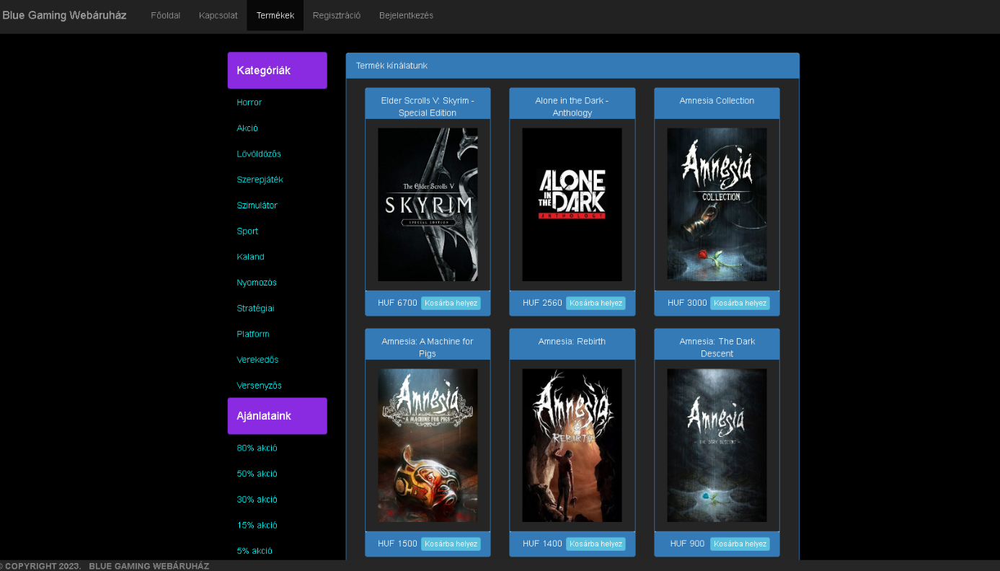 Blue Gaming Webáruház
Főoldal
Kapcsolat
Termékek
Regisztráció
Bejelentkezés
Kategóriák
Horror
Akció
Lövöldözős
Szerepjáték
Szimulátor
Sport
Kaland
Nyomozós
Stratégiai
Platform
Verekedős
Versenyzős
Ajánlataink
80% akció
50% akció
30% akció
15% akció
5% akció
Termék kínálatunk
Elder Scrolls V: Skyrim -
Special Edition
The Elder Scrolls V
SKYRIM
SPECIAL EDITION
HUF 6700 Kosárba helyez
Alone in the Dark -
Anthology
ALONE
IN THE DARK
ANTHOLOGY
HUF 2560 Kosárba helyez
Amnesia Collection
Amnesia
COLLECTION
HUF 3000 Kosárba helyez
Amnesia: A Machine for
Pigs
Amnesia
- A MACHINE FOR PIGS -
HUF 1500 Kosárba helyez
Amnesia: Rebirth
Amnesia
REBIRTH
HUF 1400 Kosárba helyez
Amnesia: The Dark
Descent
Amnesia
- THE DARK DESCENT -
HUF 900 Kosárba helyez
© COPYRIGHT 2023. BLUE GAMING WEBÁRUHÁZ